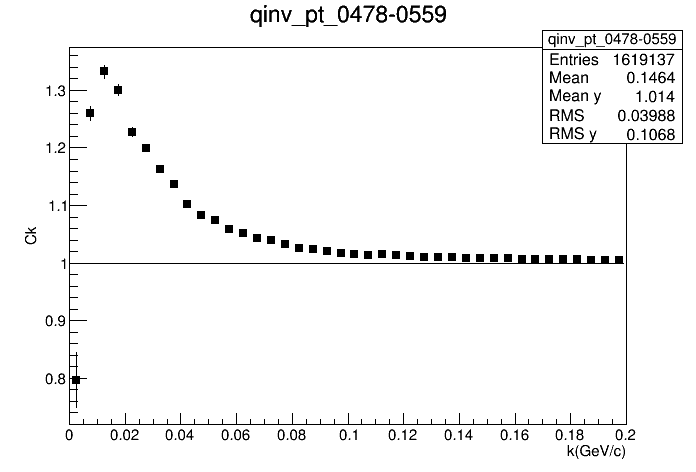 qinv_pt_0478-0559
qinv_pt_0478-0559
Entries 1619137
Mean 0.1464
Mean y 1.014
RMS 0.03988
RMS y 0.1068
1.3
1.2
1.1
1
0.9
0.8
Ck
0 0.02 0.04 0.06 0.08 0.1 0.12 0.14 0.16 0.18 0.2
k(GeV/c)